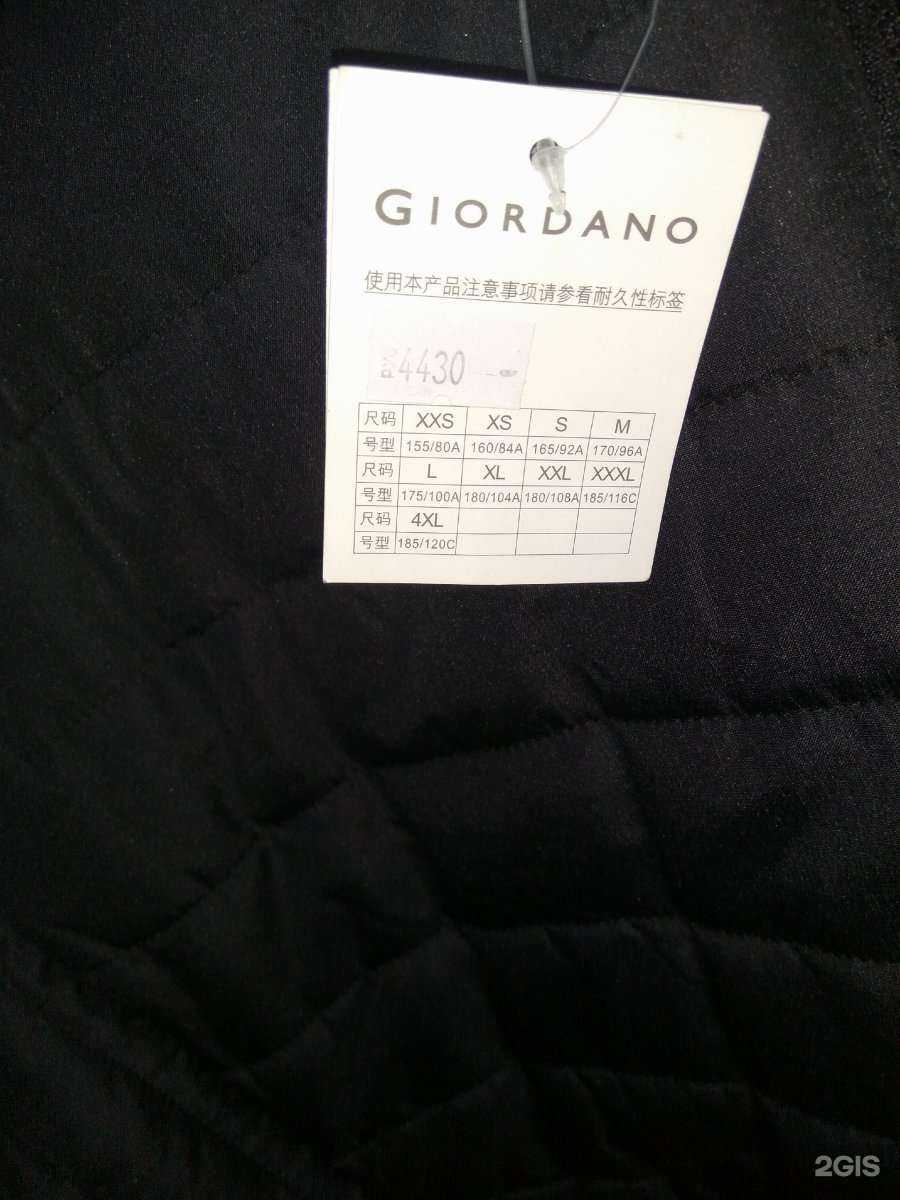 GIORDANO
使用本产品注意事项请参看耐久性标签
4430
尺码 XXS XS S M
号型 155/80A 160/84A 165/92A 170/96A
尺码 L XL XXL XXXL
号型 175/100A 180/104A 180/108A 185/116C
尺码 4XL
号型 185/120C
2GIS